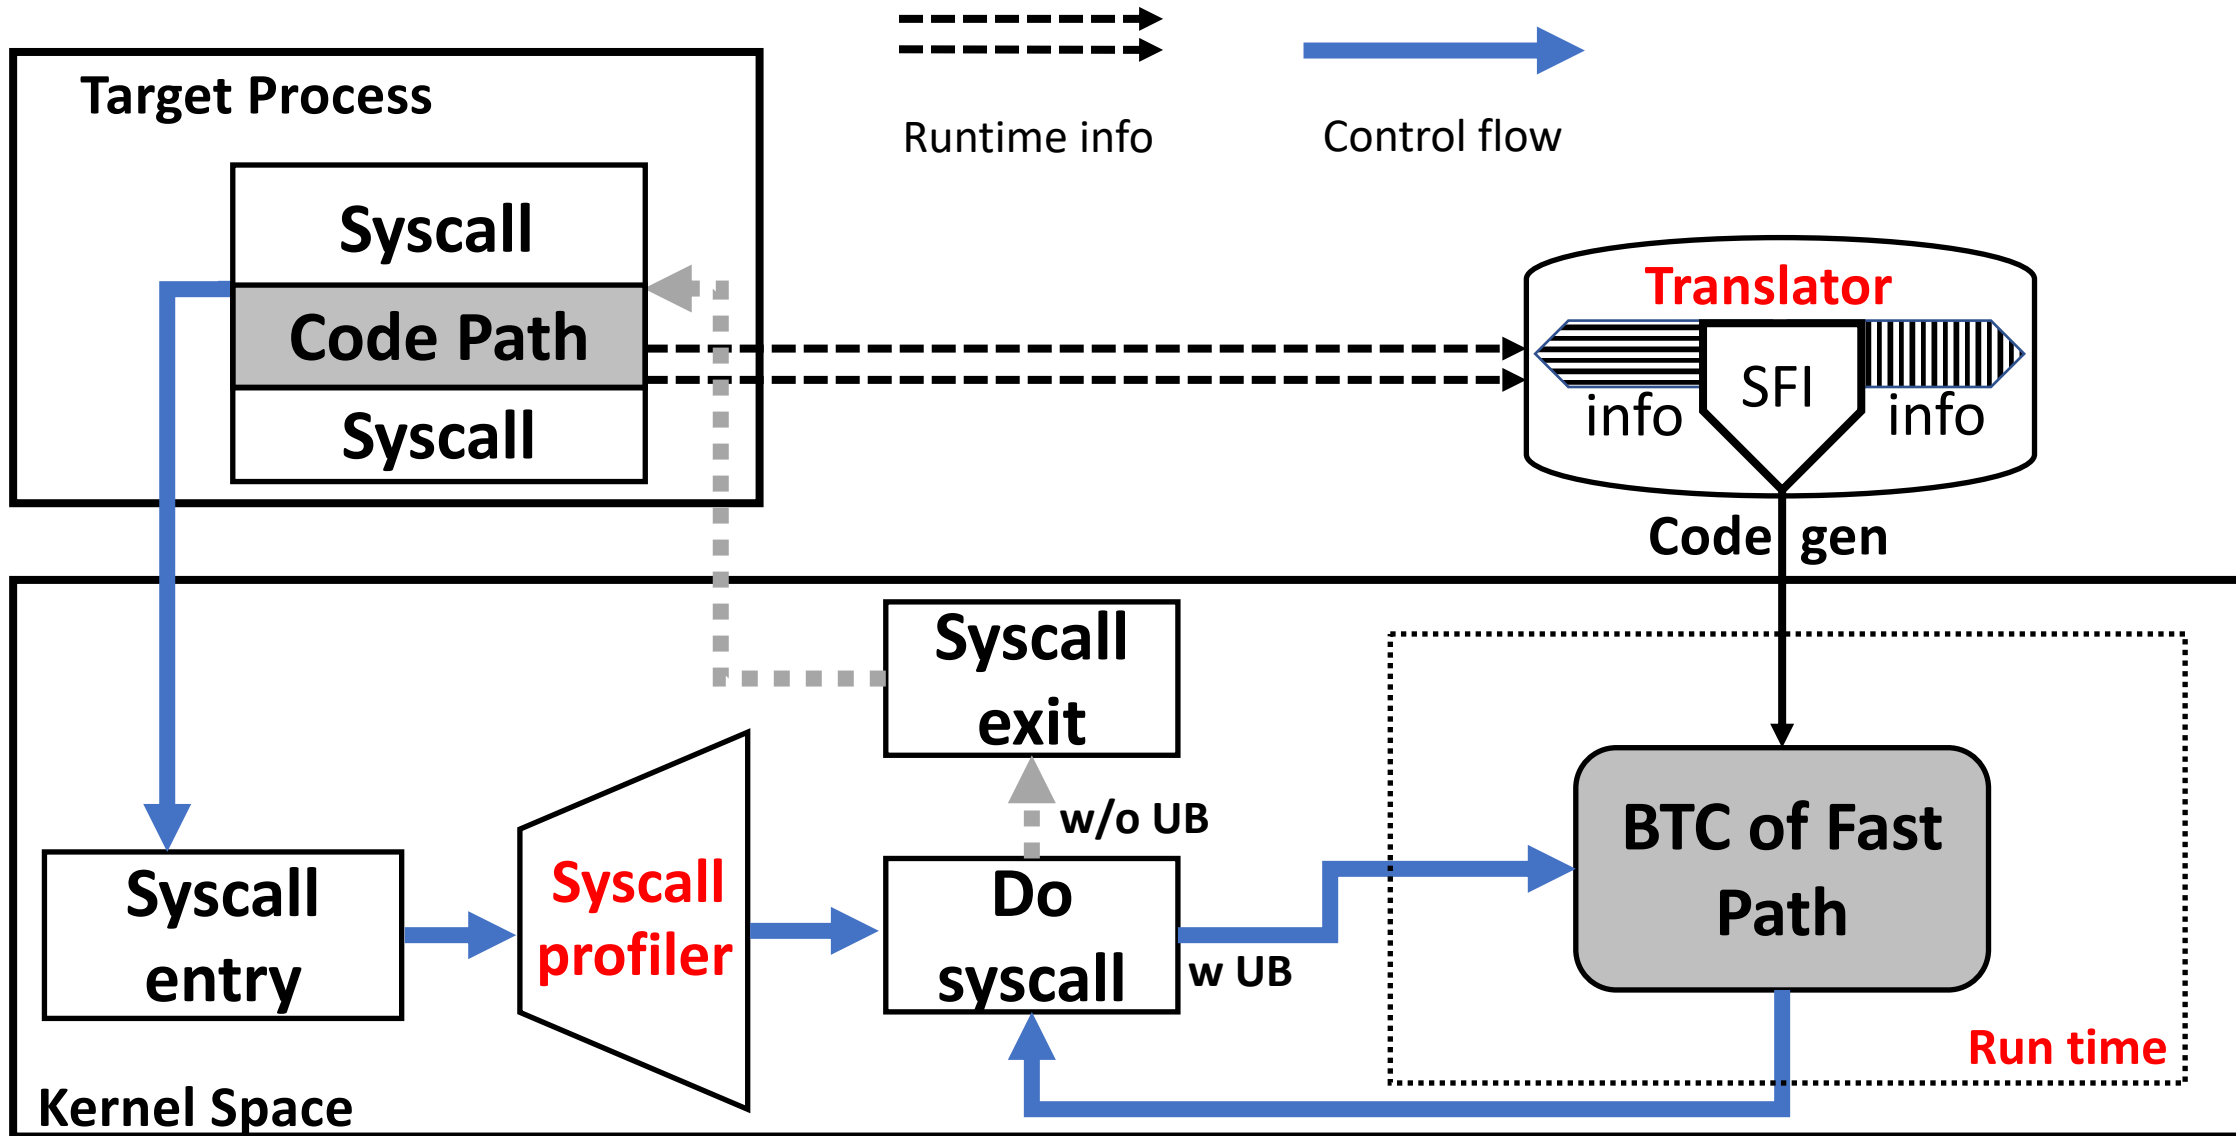 Target Process
Runtime info
Control flow
Syscall
Code Path
Syscall
Translator
info
SFI
info
Code gen
Syscall
exit
w/o UB
Syscall
entry
Syscall
profiler
Do
syscall
w UB
BTC of Fast
Path
Run time
Kernel Space